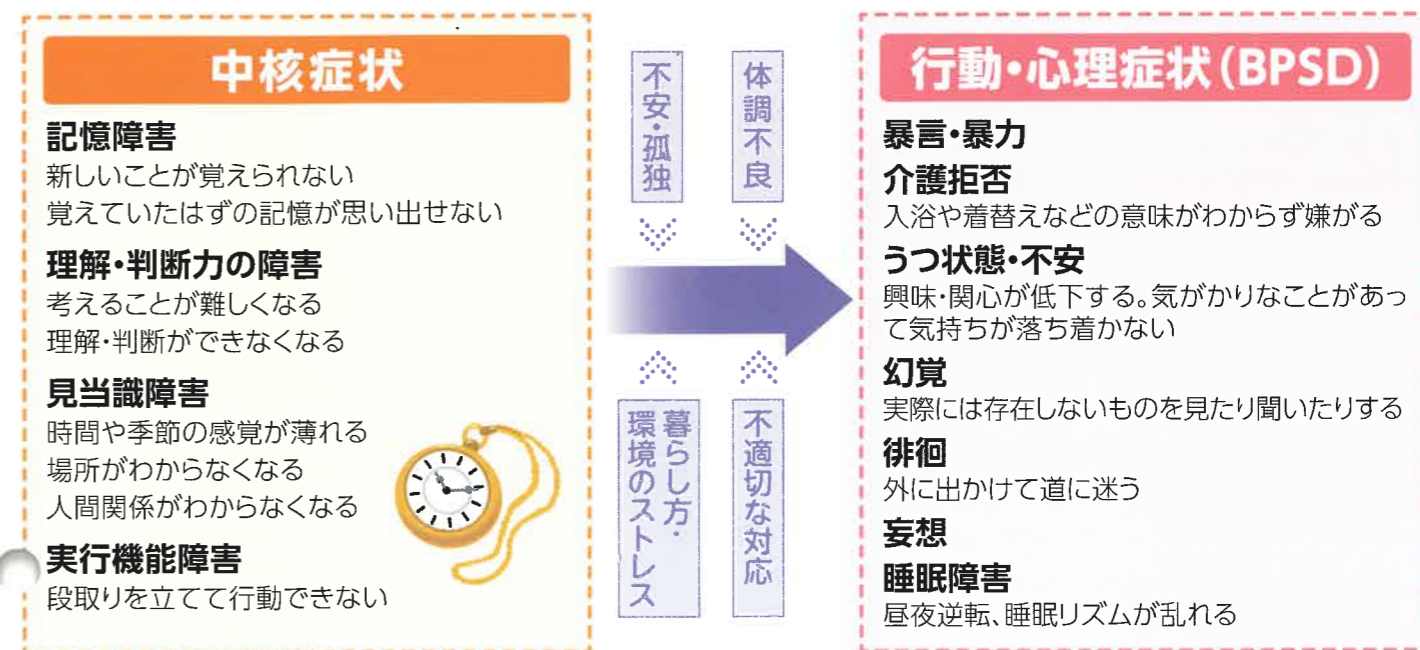 中核症状
記憶障害
新しいことが覚えられない
覚えていたはずの記憶が思い出せない
理解・判断力の障害
考えることが難しくなる
理解・判断ができなくなる
見当識障害
時間や季節の感覚が薄れる
場所がわからなくなる
人間関係がわからなくなる
実行機能障害
段取りを立てて行動できない
不安・孤独
体調不良
暮らし方・
環境のストレス
不適切な対応
行動・心理症状(BPSD)
暴言・暴力
介護拒否
入浴や着替えなどの意味がわからず嫌がる
うつ状態・不安
興味・関心が低下する。気がかりなことがあっ
て気持ちが落ち着かない
幻覚
実際には存在しないものを見たり聞いたりする
徘徊
外に出かけて道に迷う
妄想
睡眠障害
昼夜逆転、睡眠リズムが乱れる